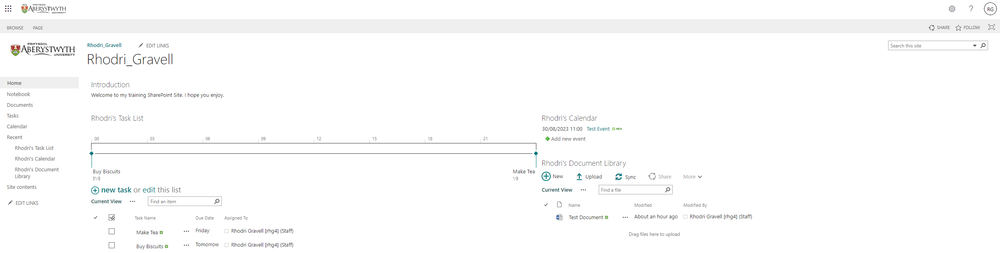 1872
PRIFYSGOL
ABERYSTWYTH
UNIVERSITY
?
RG
BROWSE PAGE
SHARE FOLLOW
PRIFYSGOL
ABERYSTWYTH
UNIVERSITY
Rhodri_Gravell EDIT LINKS
Search this site
Rhodri_Gravell
Home
Notebook
Documents
Tasks
Calendar
Recent
Rhodri's Task List
Rhodri's Calendar
Rhodri's Document
Library
Site contents
EDIT LINKS
Introduction
Welcome to my training SharePoint Site. I hope you enjoy.
Rhodri's Task List
00 03 06 09 12 15 18 21
Buy Biscuits Make Tea
31/8 1/9
new task or edit this list
Current View ••• Find an item
Task Name Due Date Assigned To
Make Tea ••• Friday Rhodri Gravell [rhg4] (Staff)
Buy Biscuits ••• Tomorrow Rhodri Gravell [rhg4] (Staff)
Rhodri's Calendar
30/08/2023 11:00 Test Event NEW
Add new event
Rhodri's Document Library
New Upload Sync Share More
Current View ••• Find a file
Name Modified Modified By
Test Document ••• About an hour ago Rhodri Gravell [rhg4] (Staff)
Drag files here to upload